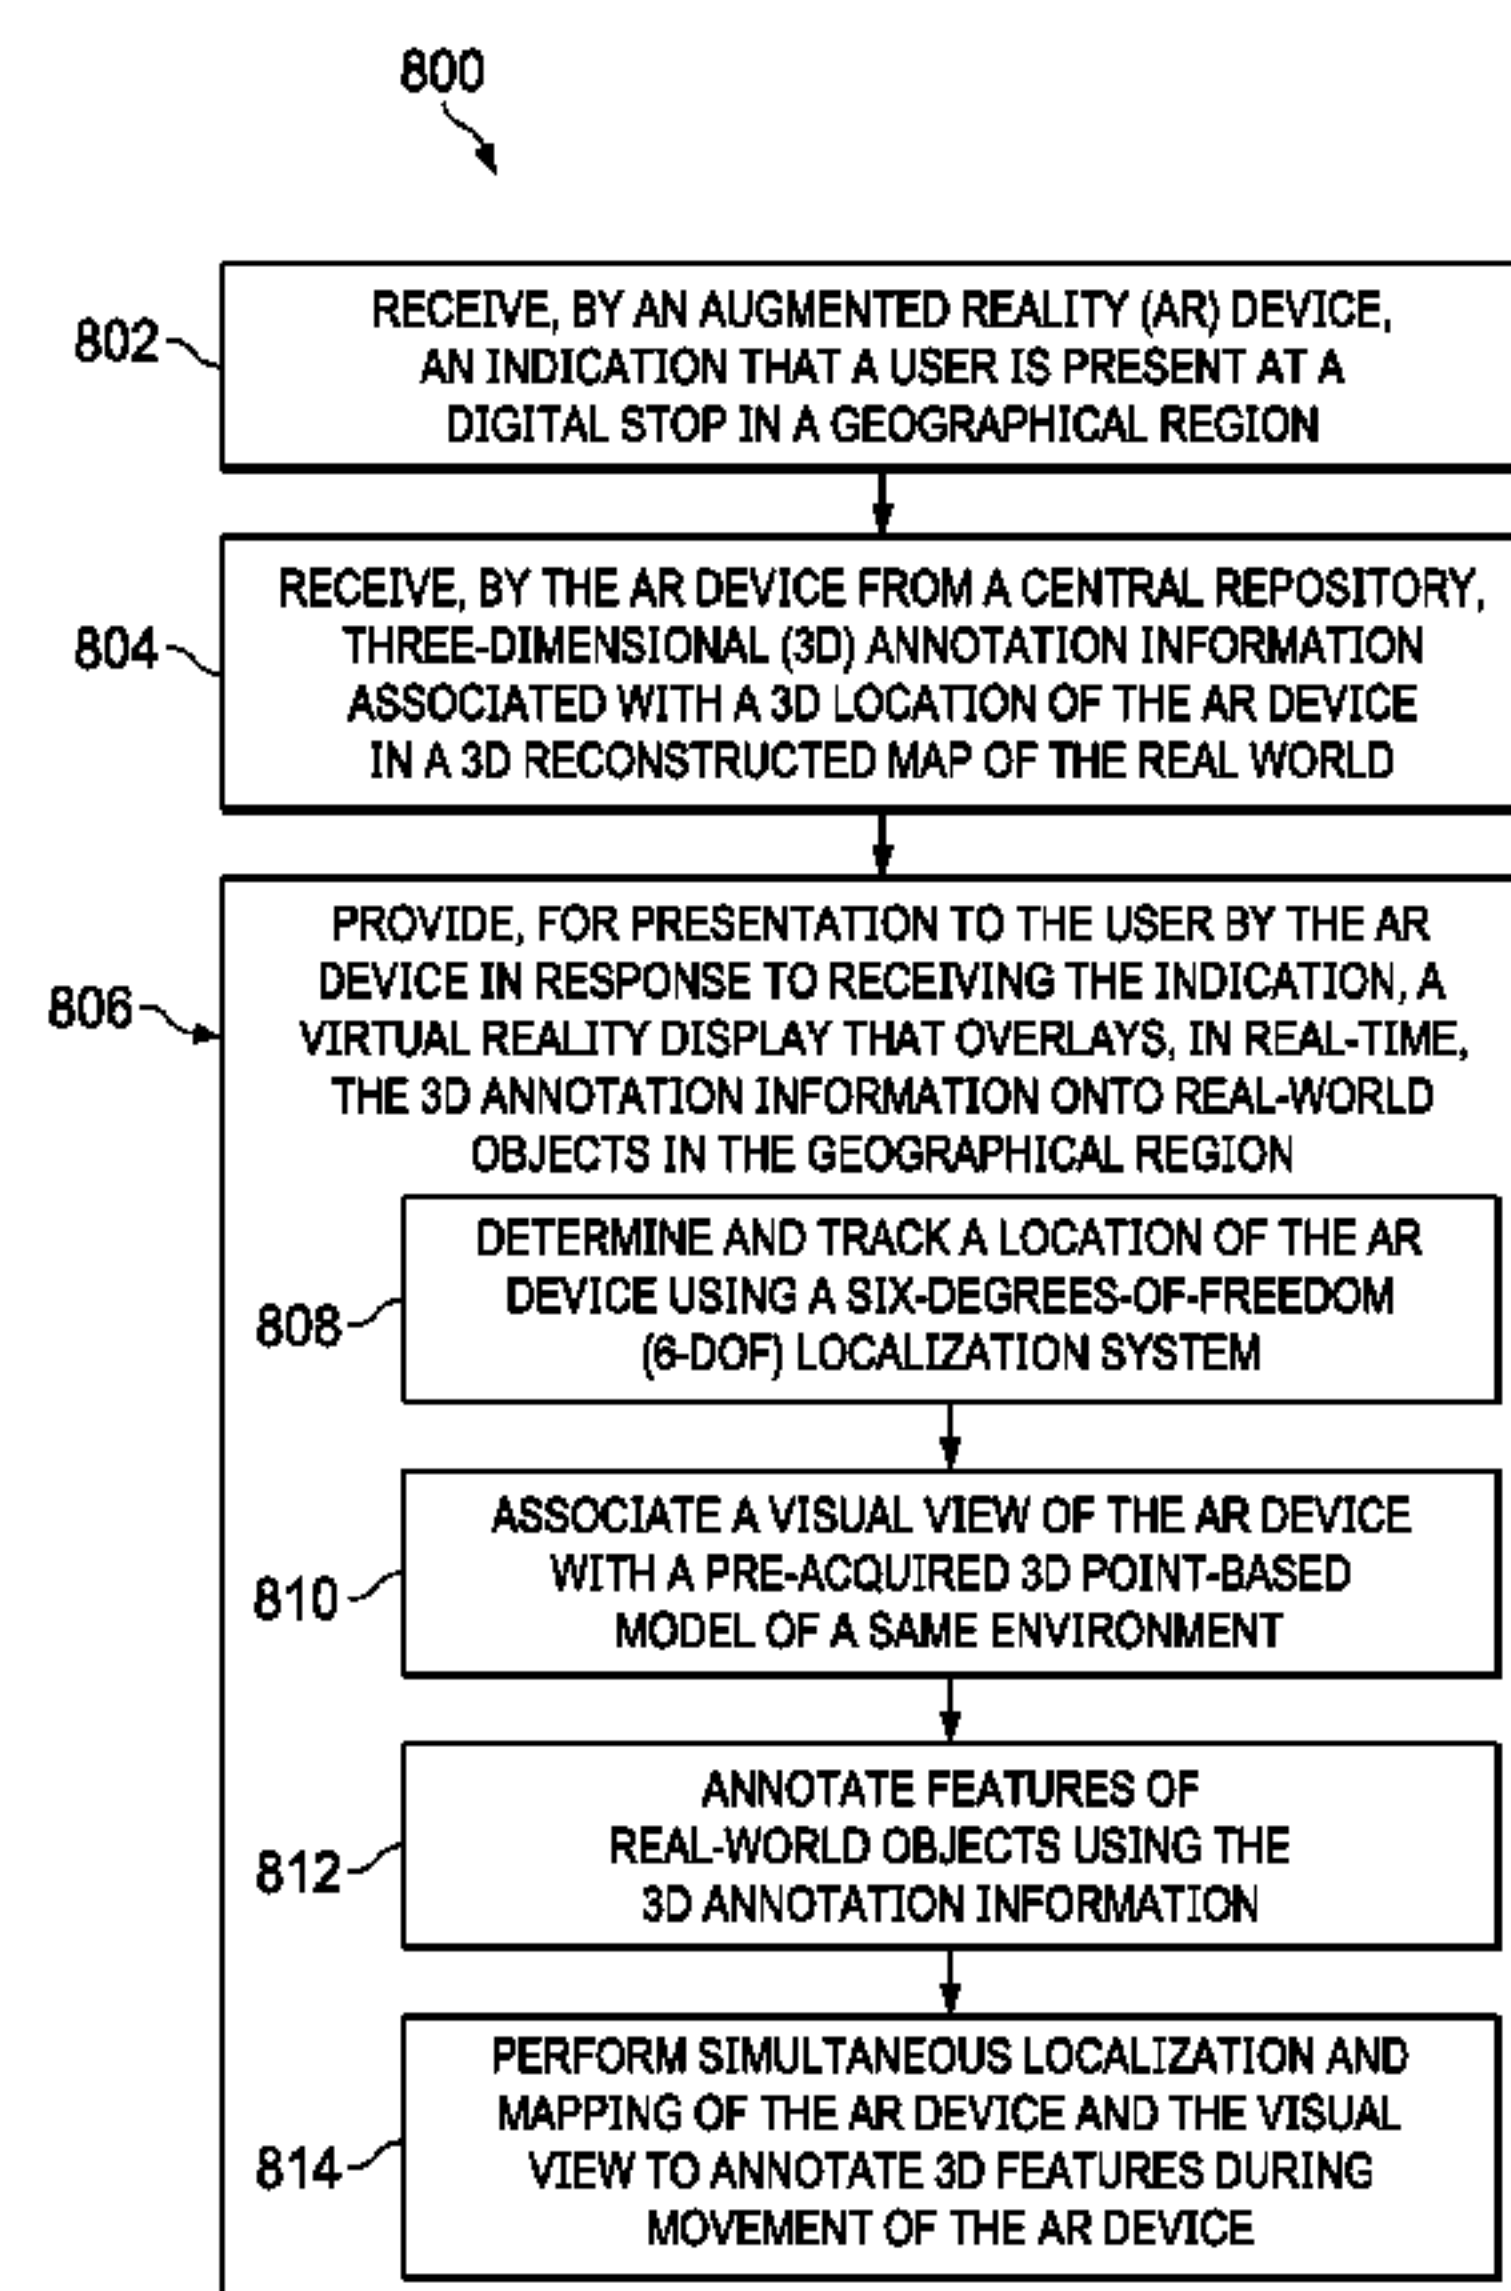 800
802
RECEIVE, BY AN AUGMENTED REALITY (AR) DEVICE,
AN INDICATION THAT A USER IS PRESENT AT A
DIGITAL STOP IN A GEOGRAPHICAL REGION
804
RECEIVE, BY THE AR DEVICE FROM A CENTRAL REPOSITORY,
THREE-DIMENSIONAL (3D) ANNOTATION INFORMATION
ASSOCIATED WITH A 3D LOCATION OF THE AR DEVICE
IN A 3D RECONSTRUCTED MAP OF THE REAL WORLD
806
PROVIDE, FOR PRESENTATION TO THE USER BY THE AR
DEVICE IN RESPONSE TO RECEIVING THE INDICATION, A
VIRTUAL REALITY DISPLAY THAT OVERLAYS, IN REAL-TIME,
THE 3D ANNOTATION INFORMATION ONTO REAL-WORLD
OBJECTS IN THE GEOGRAPHICAL REGION
808
DETERMINE AND TRACK A LOCATION OF THE AR
DEVICE USING A SIX-DEGREES-OF-FREEDOM
(6-DOF) LOCALIZATION SYSTEM
810
ASSOCIATE A VISUAL VIEW OF THE AR DEVICE
WITH A PRE-ACQUIRED 3D POINT-BASED
MODEL OF A SAME ENVIRONMENT
812
ANNOTATE FEATURES OF
REAL-WORLD OBJECTS USING THE
3D ANNOTATION INFORMATION
814
PERFORM SIMULTANEOUS LOCALIZATION AND
MAPPING OF THE AR DEVICE AND THE VISUAL
VIEW TO ANNOTATE 3D FEATURES DURING
MOVEMENT OF THE AR DEVICE